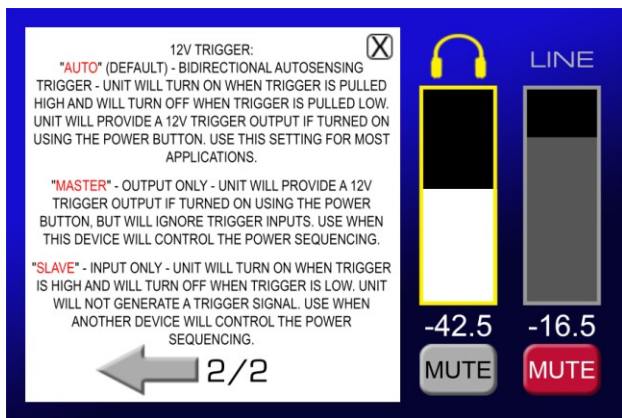 12V TRIGGER:
X
"AUTO" (DEFAULT) - BIDIRECTIONAL AUTOSENSING
TRIGGER - UNIT WILL TURN ON WHEN TRIGGER IS PULLED
HIGH AND WILL TURN OFF WHEN TRIGGER IS PULLED LOW.
UNIT WILL PROVIDE A 12V TRIGGER OUTPUT IF TURNED ON
USING THE POWER BUTTON. USE THIS SETTING FOR MOST
APPLICATIONS.
"MASTER" - OUTPUT ONLY - UNIT WILL PROVIDE A 12V
TRIGGER OUTPUT IF TURNED ON USING THE POWER
BUTTON, BUT WILL IGNORE TRIGGER INPUTS. USE WHEN
THIS DEVICE WILL CONTROL THE POWER SEQUENCING.
"SLAVE" - INPUT ONLY - UNIT WILL TURN ON WHEN TRIGGER
IS HIGH AND WILL TURN OFF WHEN TRIGGER IS LOW. UNIT
WILL NOT GENERATE A TRIGGER SIGNAL. USE WHEN
ANOTHER DEVICE WILL CONTROL THE POWER
SEQUENCING.
2/2
LINE
-42.5 -16.5
MUTE MUTE